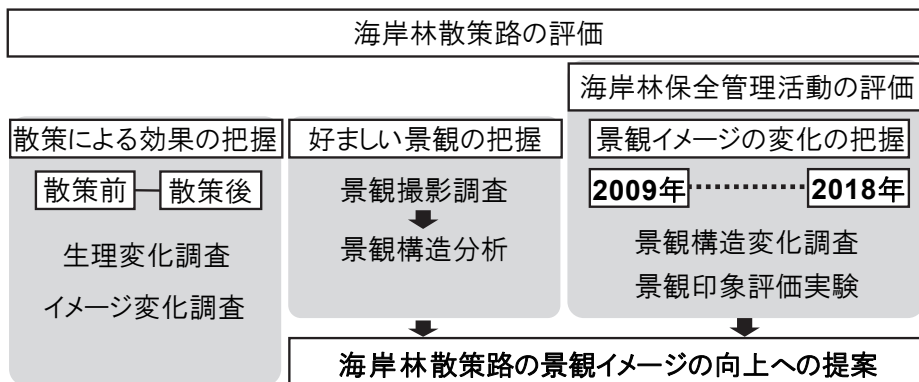 海岸林散策路の評価
海岸林保全管理活動の評価
散策による効果の把握
散策前
散策後
生理変化調査
イメージ変化調査
好ましい景観の把握
景観撮影調査
景観構造分析
景観イメージの変化の把握
2009年
2018年
景観構造変化調査
景観印象評価実験
海岸林散策路の景観イメージの向上への提案